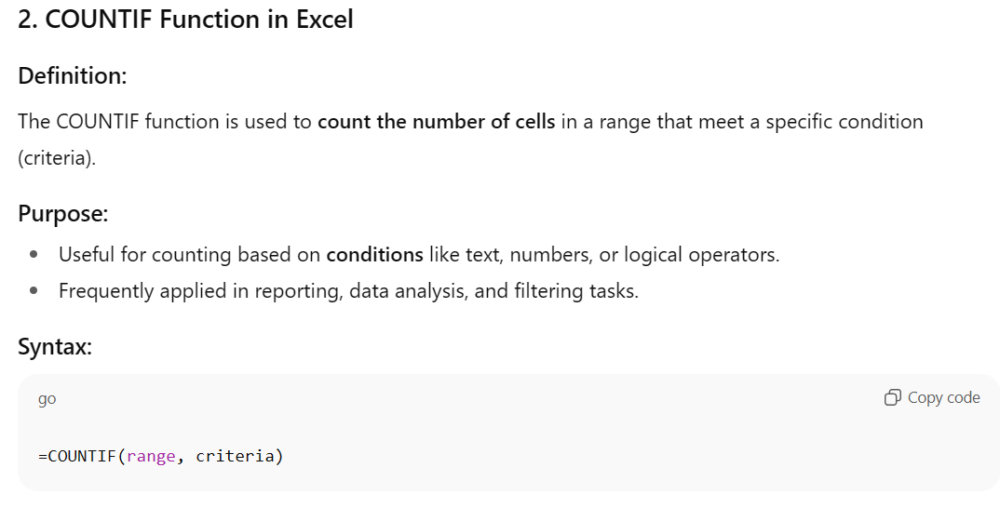 2. COUNTIF Function in Excel
Definition:
The COUNTIF function is used to count the number of cells in a range that meet a specific condition
(criteria).
Purpose:
• Useful for counting based on conditions like text, numbers, or logical operators.
• Frequently applied in reporting, data analysis, and filtering tasks.
Syntax:
go Copy code
=COUNTIF(range, criteria)